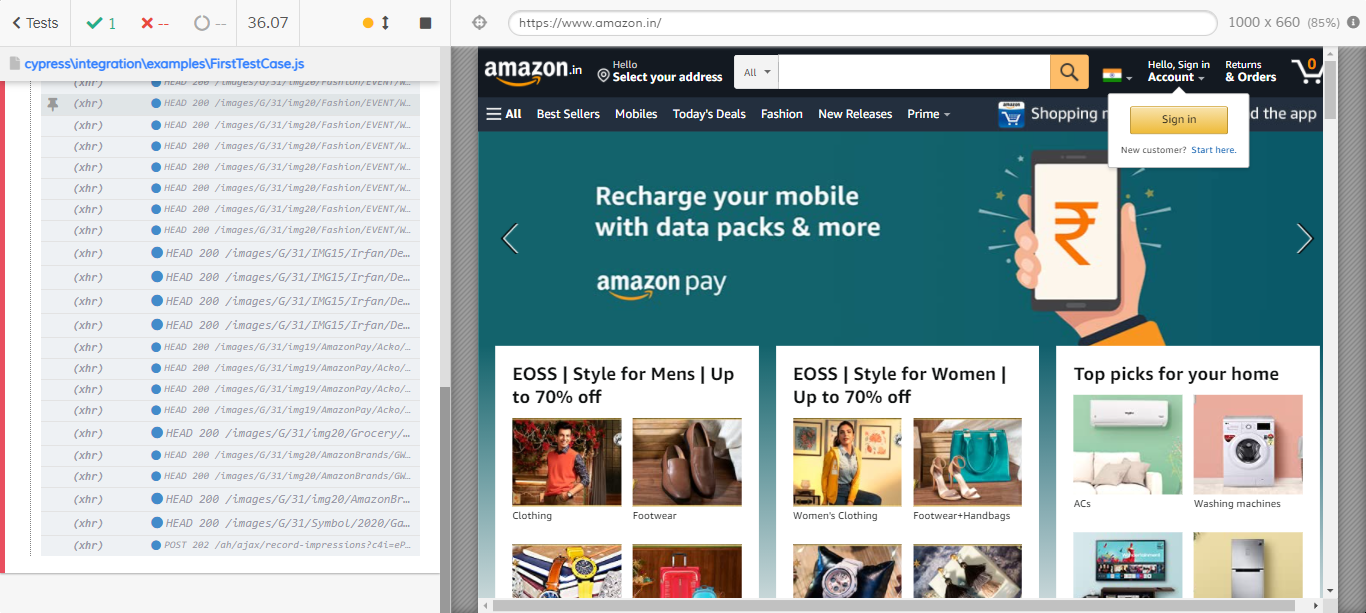 Tests
1
--
--
36.07
https://www.amazon.in/
1000 x 660 (85%)
cypress\integration\examples\FirstTestCase.js
(xhr) HEAD 200 /images/G/31/img20/Fashion/EVENT/W…
(xhr) HEAD 200 /images/G/31/img20/Fashion/EVENT/W…
(xhr) HEAD 200 /images/G/31/img20/Fashion/EVENT/W…
(xhr) HEAD 200 /images/G/31/img20/Fashion/EVENT/W…
(xhr) HEAD 200 /images/G/31/img20/Fashion/EVENT/W…
(xhr) HEAD 200 /images/G/31/img20/Fashion/EVENT/W…
(xhr) HEAD 200 /images/G/31/img20/Fashion/EVENT/W…
(xhr) HEAD 200 /images/G/31/img20/Fashion/EVENT/W…
(xhr) HEAD 200 /images/G/31/IMG15/Irfan/De…
(xhr) HEAD 200 /images/G/31/IMG15/Irfan/De…
(xhr) HEAD 200 /images/G/31/IMG15/Irfan/De…
(xhr) HEAD 200 /images/G/31/IMG15/Irfan/De…
(xhr) HEAD 200 /images/G/31/img19/AmazonPay/Acko/…
(xhr) HEAD 200 /images/G/31/img19/AmazonPay/Acko/…
(xhr) HEAD 200 /images/G/31/img19/AmazonPay/Acko/…
(xhr) HEAD 200 /images/G/31/img19/AmazonPay/Acko/…
(xhr) HEAD 200 /images/G/31/img20/Grocery/…
(xhr) HEAD 200 /images/G/31/img20/AmazonBrands/GW…
(xhr) HEAD 200 /images/G/31/img20/AmazonBrands/GW…
(xhr) HEAD 200 /images/G/31/img20/AmazonBr…
(xhr) HEAD 200 /images/G/31/Symbol/2020/Ga…
(xhr) POST 202 /ah/ajax/record-impressions?c4i=eP…
amazon.in
Hello
Select your address
All
Hello, Sign in
Account
Returns
& Orders
0
All Best Sellers Mobiles Today's Deals Fashion New Releases Prime
amazon
Shopping
d the app
Sign in
New customer? Start here.
Recharge your mobile
with data packs & more
amazon pay
EOSS | Style for Mens | Up
to 70% off
Clothing
Footwear
EOSS | Style for Women |
Up to 70% off
Women's Clothing
Footwear+Handbags
Top picks for your home
ACs
Washing machines